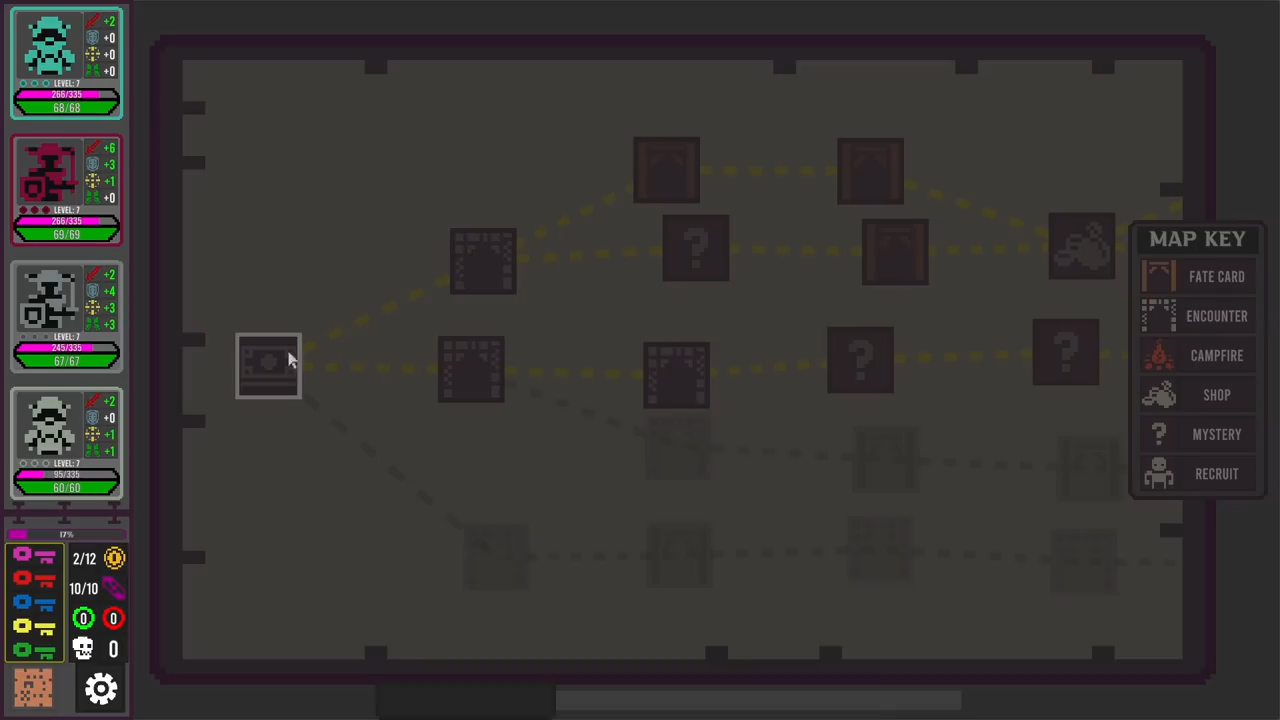 +2
+0
+0
+0
LEVEL: 7
266/335
68/68
+6
+3
+1
+0
LEVEL: 7
266/335
69/69
+2
+4
+3
+3
LEVEL: 7
245/335
67/67
+2
+0
+1
+1
LEVEL: 7
95/335
60/60
17%
2/12
10/10
0 0
0
?
?
?
MAP KEY
FATE CARD
ENCOUNTER
CAMPFIRE
SHOP
? MYSTERY
RECRUIT